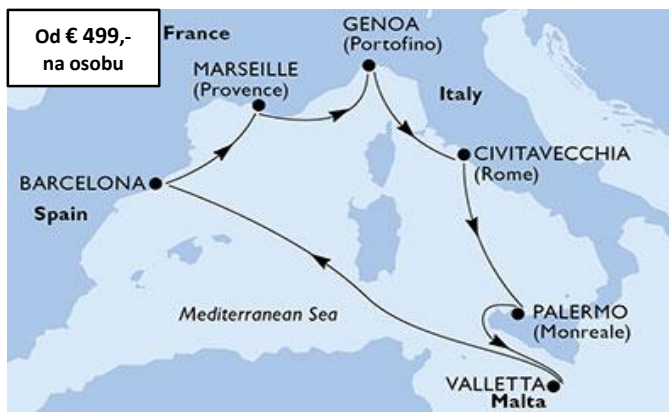 Od € 499,-
na osobu
France
GENOA
(Portofino)
MARSEILLE
(Provence)
Italy
CIVITAVECCHIA
(Rome)
BARCELONA
Spain
Mediterranean Sea
PALERMO
(Monreale)
VALLETTA
Malta